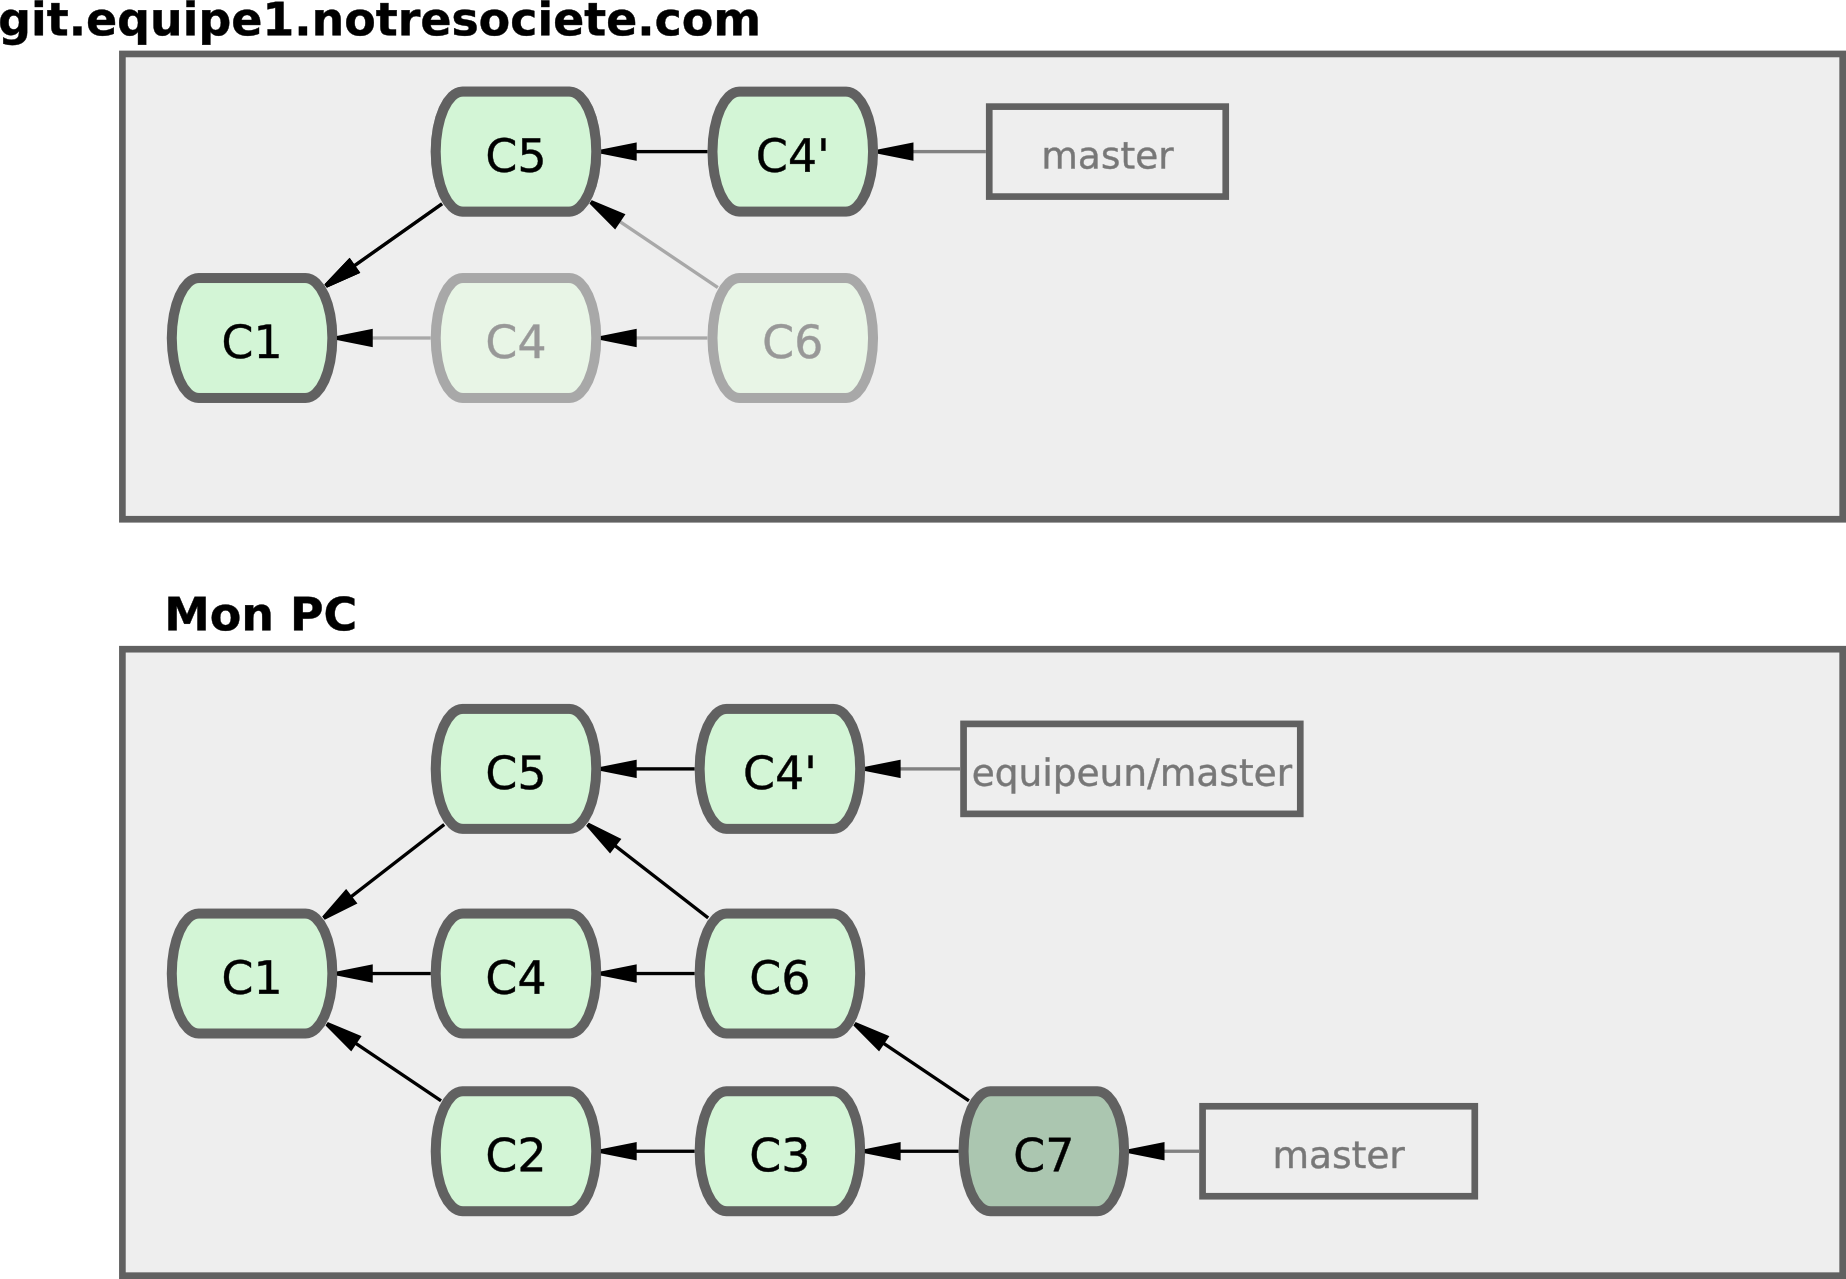 git.equipe1.notresociete.com
C5
C4'
master
C1
C4
C6
Mon PC
C5
C4'
equipeun/master
C1
C4
C6
C2
C3
C7
master